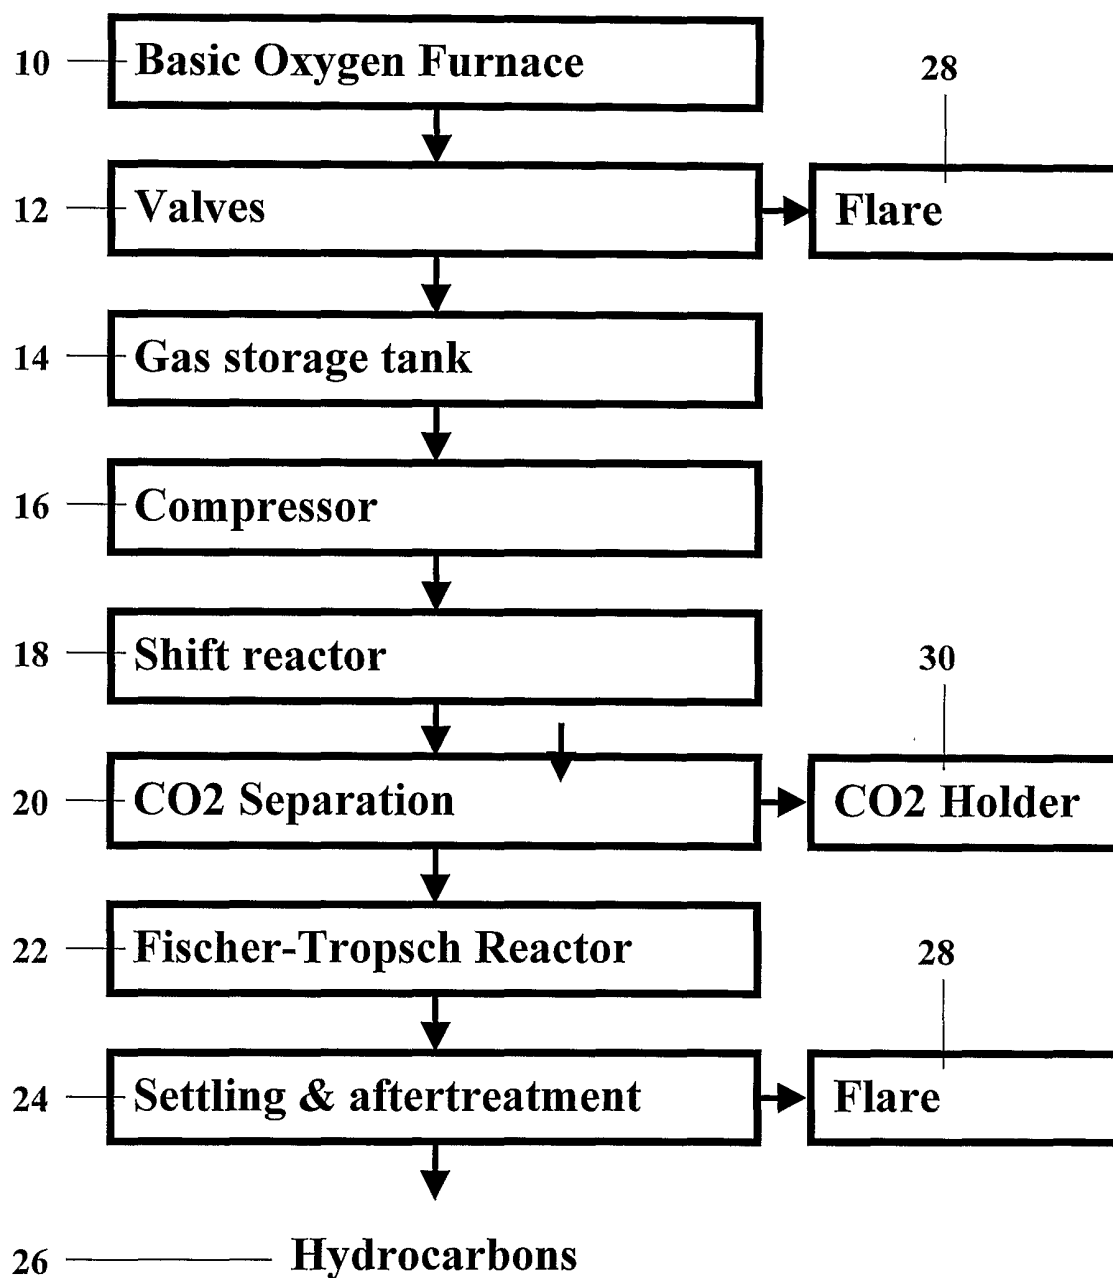 10 Basic Oxygen Furnace
28
12 Valves Flare
14 Gas storage tank
16 Compressor
18 Shift reactor 30
20 CO2 Separation CO2 Holder
22 Fischer-Tropsch Reactor 28
24 Settling & aftertreatment Flare
26 Hydrocarbons